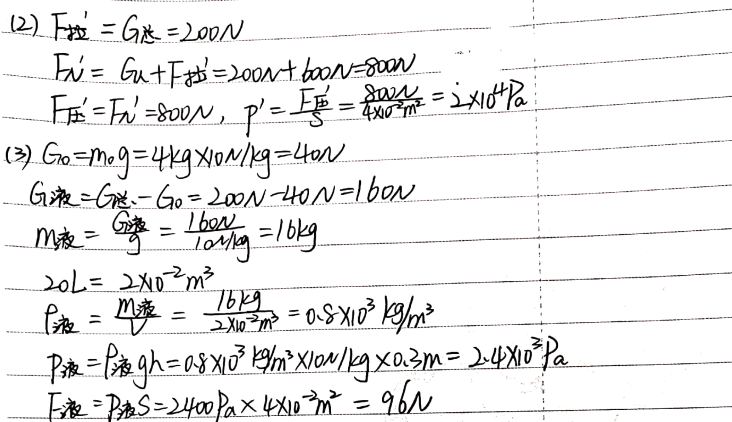 (2) F拉' = G总 = 200N
FN' = G人 + F拉' = 200N + 600N = 800N
F压' = FN' = 800N, p' = F压'/S = 800N/4×10⁻²m² = 2×10⁴Pa
(3) G₀ = m₀g = 4kg×10N/kg = 40N
G液 = G总 - G₀ = 200N - 40N = 160N
m液 = G液/g = 160N/10N/kg = 16kg
20L = 2×10⁻²m³
ρ液 = m液/V = 16kg/2×10⁻²m³ = 0.8×10³ kg/m³
P液 = ρ液gh = 0.8×10³ kg/m³×10N/kg×0.3m = 2.4×10³Pa
F液 = P液S = 2400Pa × 4×10⁻²m² = 96N